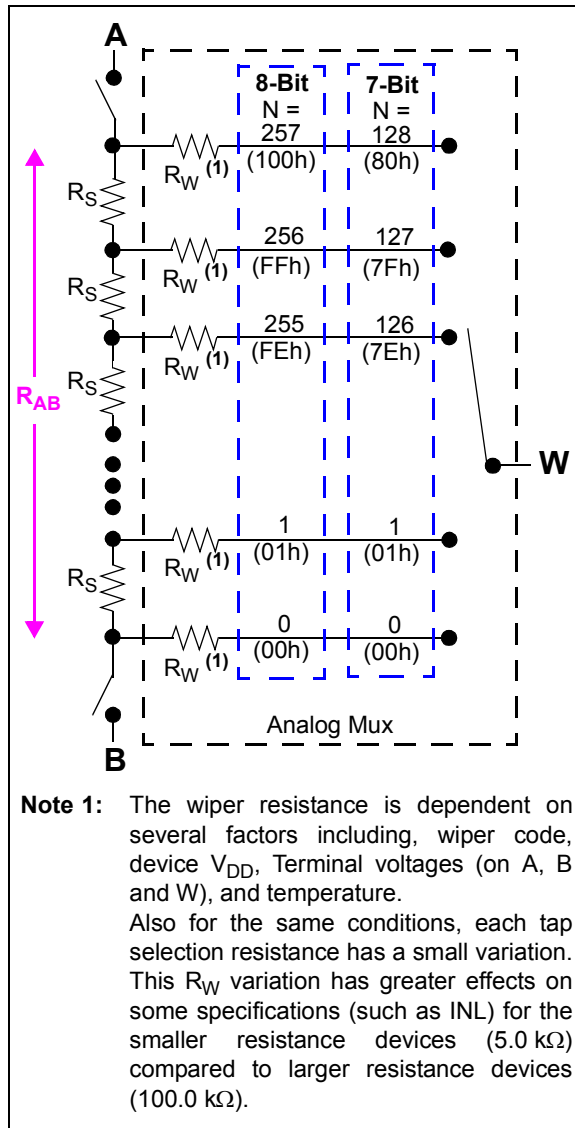 A
8-Bit
N =
7-Bit
N =
257
(100h)
128
(80h)
RW (1)
RS
256
(FFh)
127
(7Fh)
RW (1)
RS
255
(FEh)
126
(7Eh)
RW (1)
RS
RAB
W
1
(01h)
1
(01h)
RW (1)
RS
0
(00h)
0
(00h)
RW (1)
Analog Mux
B
Note 1: The wiper resistance is dependent on
several factors including, wiper code,
device VDD, Terminal voltages (on A, B
and W), and temperature.
Also for the same conditions, each tap
selection resistance has a small variation.
This RW variation has greater effects on
some specifications (such as INL) for the
smaller resistance devices (5.0 kΩ)
compared to larger resistance devices
(100.0 kΩ).